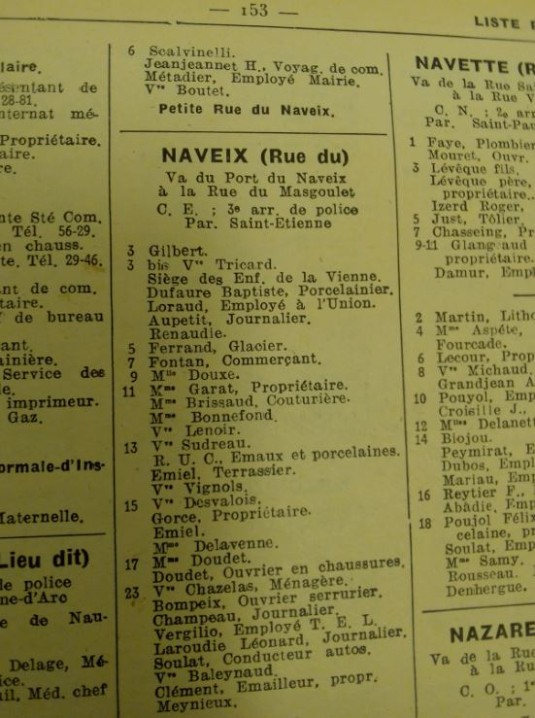 — 153 —
LISTE
laire.
résentant de
28-81.
nternat mé-
Propriétaire.
aire.
re.
nte Sté Com.
Tél. 56-29.
en chauss.
te. Tél. 29-46.
ant de com.
taire.
de bureau
ant.
ainière.
Service des
le.
imprimeur.
Gaz.
ormale-d'Ins-
Maternelle.
Lieu dit)
de police
ne-d'Arc
e de Nau-
Delage, Mé-
ice.
uil, Méd. chef
6 Scalvinelli.
Jeanjeannet H., Voyag. de com.
Métadier, Employé Mairie.
Vve Boutet.
Petite Rue du Naveix.
NAVEIX (Rue du)
Va du Port du Naveix
à la Rue du Masgoulet
C. E. ; 3e arr. de police
Par. Saint-Etienne
3 Gilbert.
3 bis Vve Tricard.
Siège des Enf. de la Vienne.
Dufaure Baptiste, Porcelainier.
Loraud, Employé à l'Union.
Aupetit, Journalier.
Renaudie.
5 Ferrand, Glacier.
7 Fontan, Commerçant.
9 Mlle Douxe.
11 Mme Garat, Propriétaire.
Mme Brissaud, Couturière.
Mme Bonnefond.
Vve Lenoir.
13 Vve Sudreau.
R. U. C., Emaux et porcelaines.
Emiel, Terrassier.
Vve Vignols.
15 Vve Desvalois.
Gorce, Propriétaire.
Emiel.
Mme Delavenne.
17 Mme Doudet.
Doudet, Ouvrier en chaussures.
23 Vve Chazelas, Ménagère.
Bompeix, Ouvrier serrurier.
Champeau, Journalier.
Vergilio, Employé T. E. L.
Laroudie Léonard, Journalier.
Soulat, Conducteur autos.
Vve Baleynaud.
Clément, Emailleur, propr.
Meynieux.
NAVETTE (R
Va de la Rue Sa
à la Rue V
C. N. ; 2e arr
Par. Saint-Pau
1 Faye, Plombier
Mouret, Ouvr.
3 Lévêque fils.
Lévêque père,
propriétaire.
Izerd Roger,
5 Just, Tôlier.
7 Chasseing, Pr
9-11 Glangeaud
propriétaire.
Damur, Empl
2 Martin, Litho
4 Mme Aspéte,
Fourcade.
6 Lecour, Prop
8 Vve Michaud.
Grandjean A
10 Pouyol, Emp
Croisille J.,
12 Mlles Delanett
14 Biojou.
Peymirat, E
Dubos, Empl
Mariau, Emp
16 Reytier F.,
Abadie, Emp
18 Poujol Félix
celaine, pr
Soulat, Emp
Mme Samy.
Rousseau.
Denhergue.
NAZARE
Va de la Rue
à la Ru
C. O. ; 1e
Par.